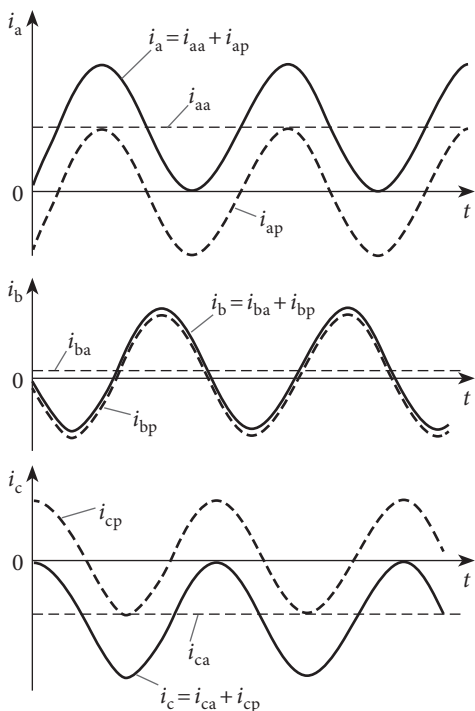 i_a
i_a = i_aa + i_ap
i_aa
0
t
i_ap
i_b
i_b = i_ba + i_bp
i_ba
0
t
i_bp
i_c
i_cp
0
t
i_ca
i_c = i_ca + i_cp